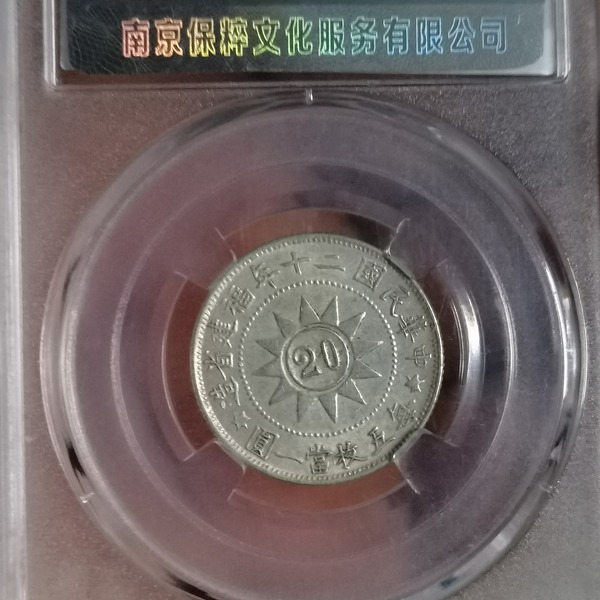 南京保粹文化服务有限公司
中華民國二十年福建省造
20
每五枚當一圓